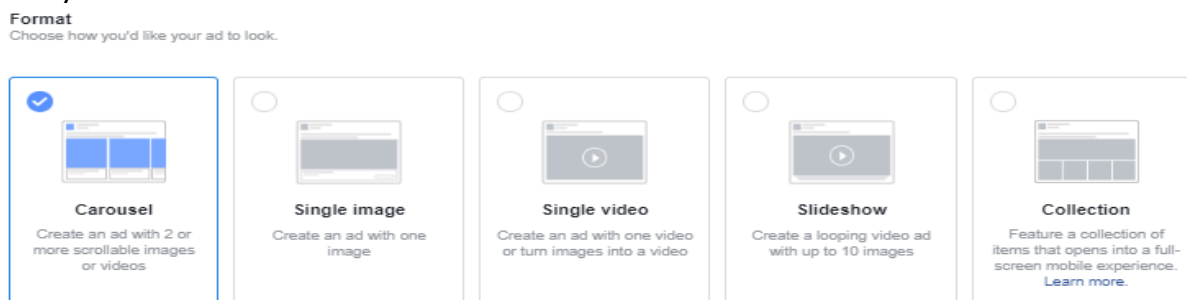 Format
Choose how you'd like your ad to look.
Carousel
Create an ad with 2 or
more scrollable images
or videos
Single image
Create an ad with one
image
Single video
Create an ad with one video
or turn images into a video
Slideshow
Create a looping video ad
with up to 10 images
Collection
Feature a collection of
items that opens into a full-
screen mobile experience.
Learn more.